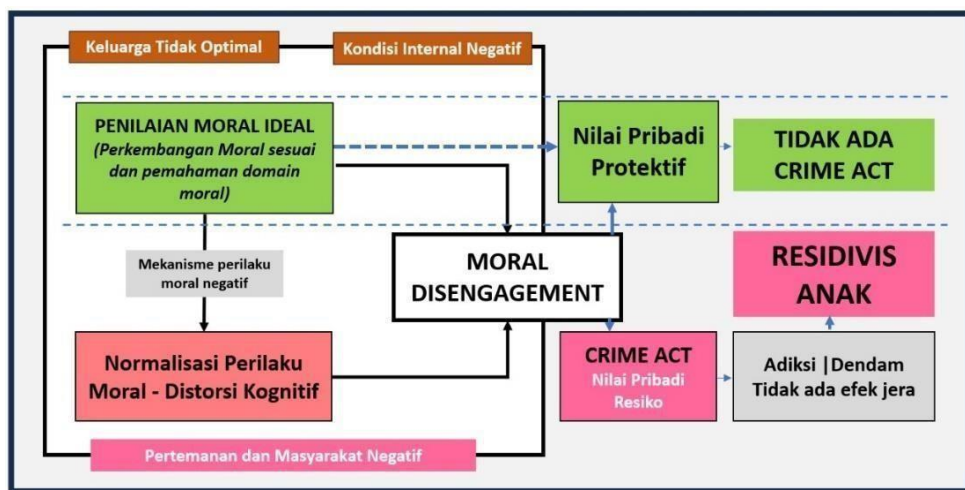 Keluarga Tidak Optimal
Kondisi Internal Negatif
PENILAIAN MORAL IDEAL
(Perkembangan Moral sesuai
dan pemahaman domain
moral)
Nilai Pribadi
Protektif
TIDAK ADA
CRIME ACT
Mekanisme perilaku
moral negatif
MORAL
DISENGAGEMENT
RESIDIVIS
ANAK
Normalisasi Perilaku
Moral - Distorsi Kognitif
CRIME ACT
Nilai Pribadi
Resiko
Adiksi |Dendam
Tidak ada efek jera
Pertemanan dan Masyarakat Negatif